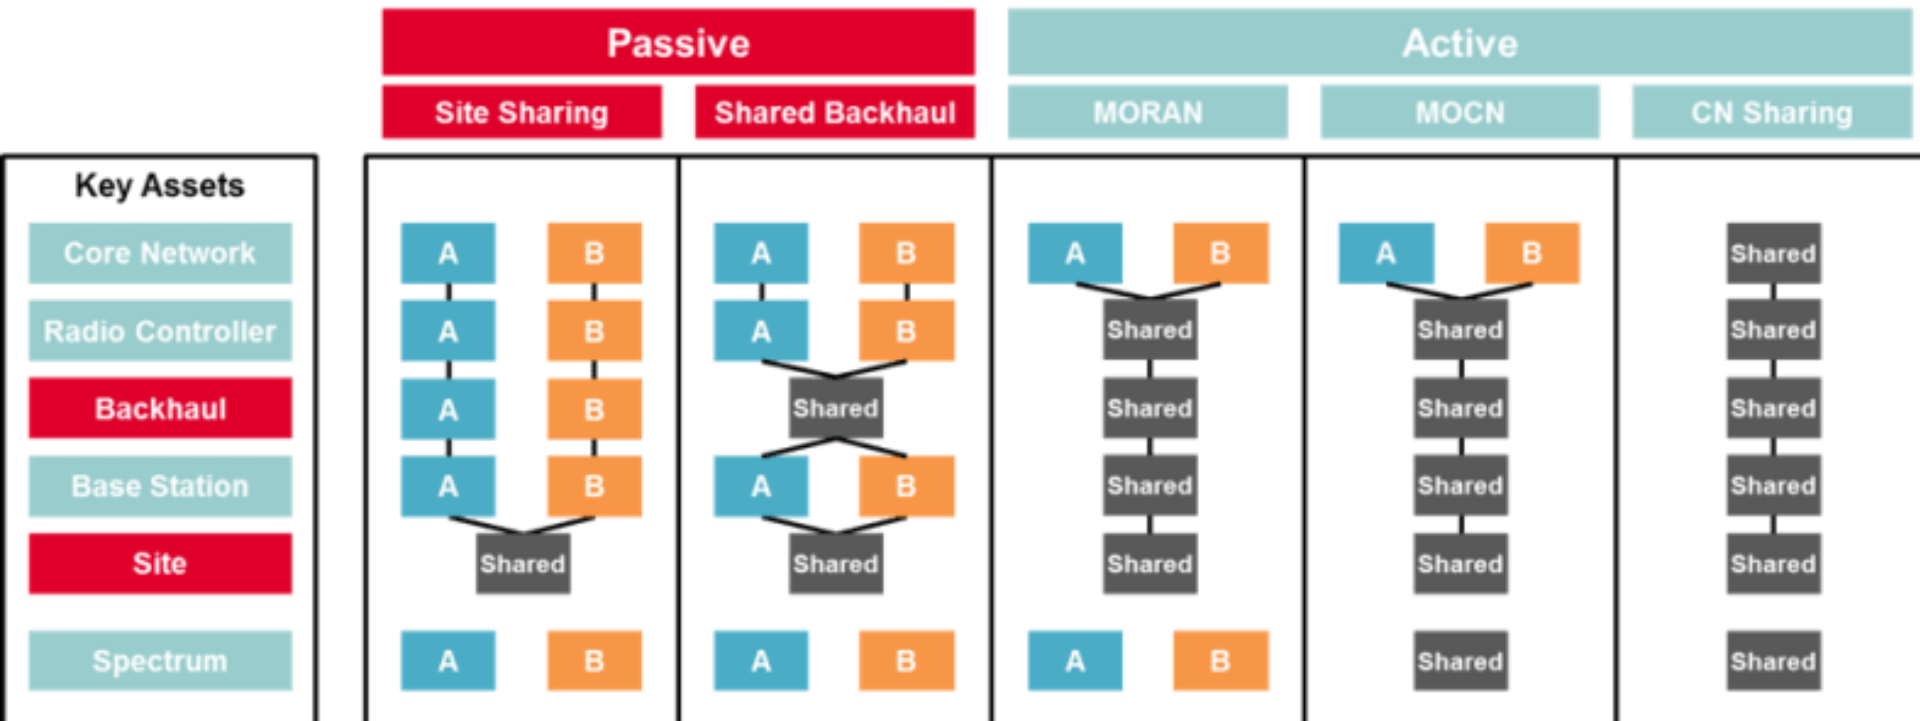 Passive Active
Site Sharing Shared Backhaul MORAN MOCN CN Sharing
Key Assets
Core Network A B A B A B A B Shared
Radio Controller A B A B Shared Shared Shared
Backhaul A B Shared Shared Shared Shared
Base Station A B A B Shared Shared Shared
Site Shared Shared Shared Shared Shared
Spectrum A B A B A B Shared Shared